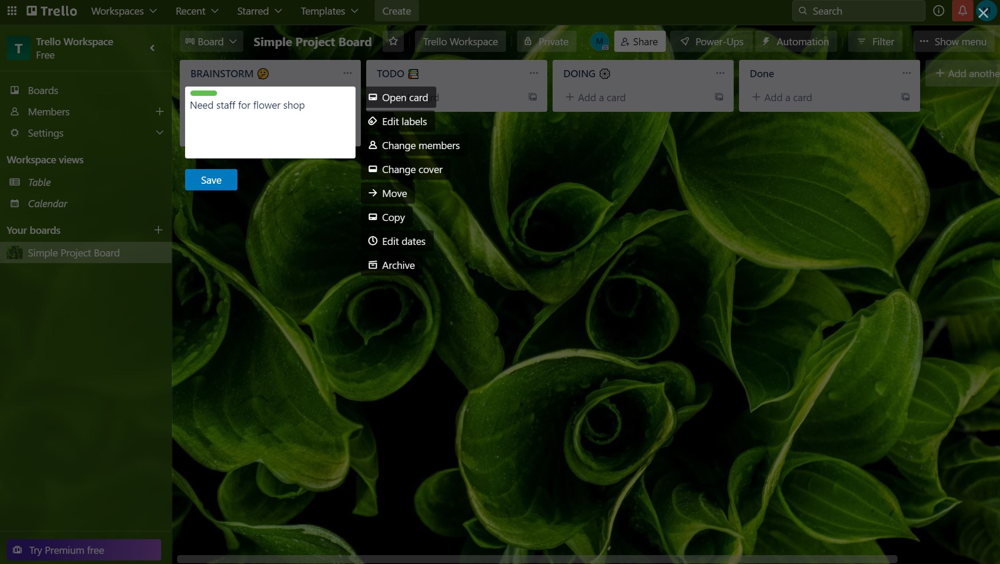 Trello
Workspaces
Recent
Starred
Templates
Create
Search
T
Trello Workspace
Free
Board
Simple Project Board
Trello Workspace
Private
M
Share
Power-Ups
Automation
Filter
Show menu
Boards
Members
Settings
Workspace views
Table
Calendar
Your boards
Simple Project Board
Try Premium free
BRAINSTORM
Need staff for flower shop
Save
TODO
Open card
Edit labels
Change members
Change cover
Move
Copy
Edit dates
Archive
DOING
Add a card
Done
Add a card
Add anothe